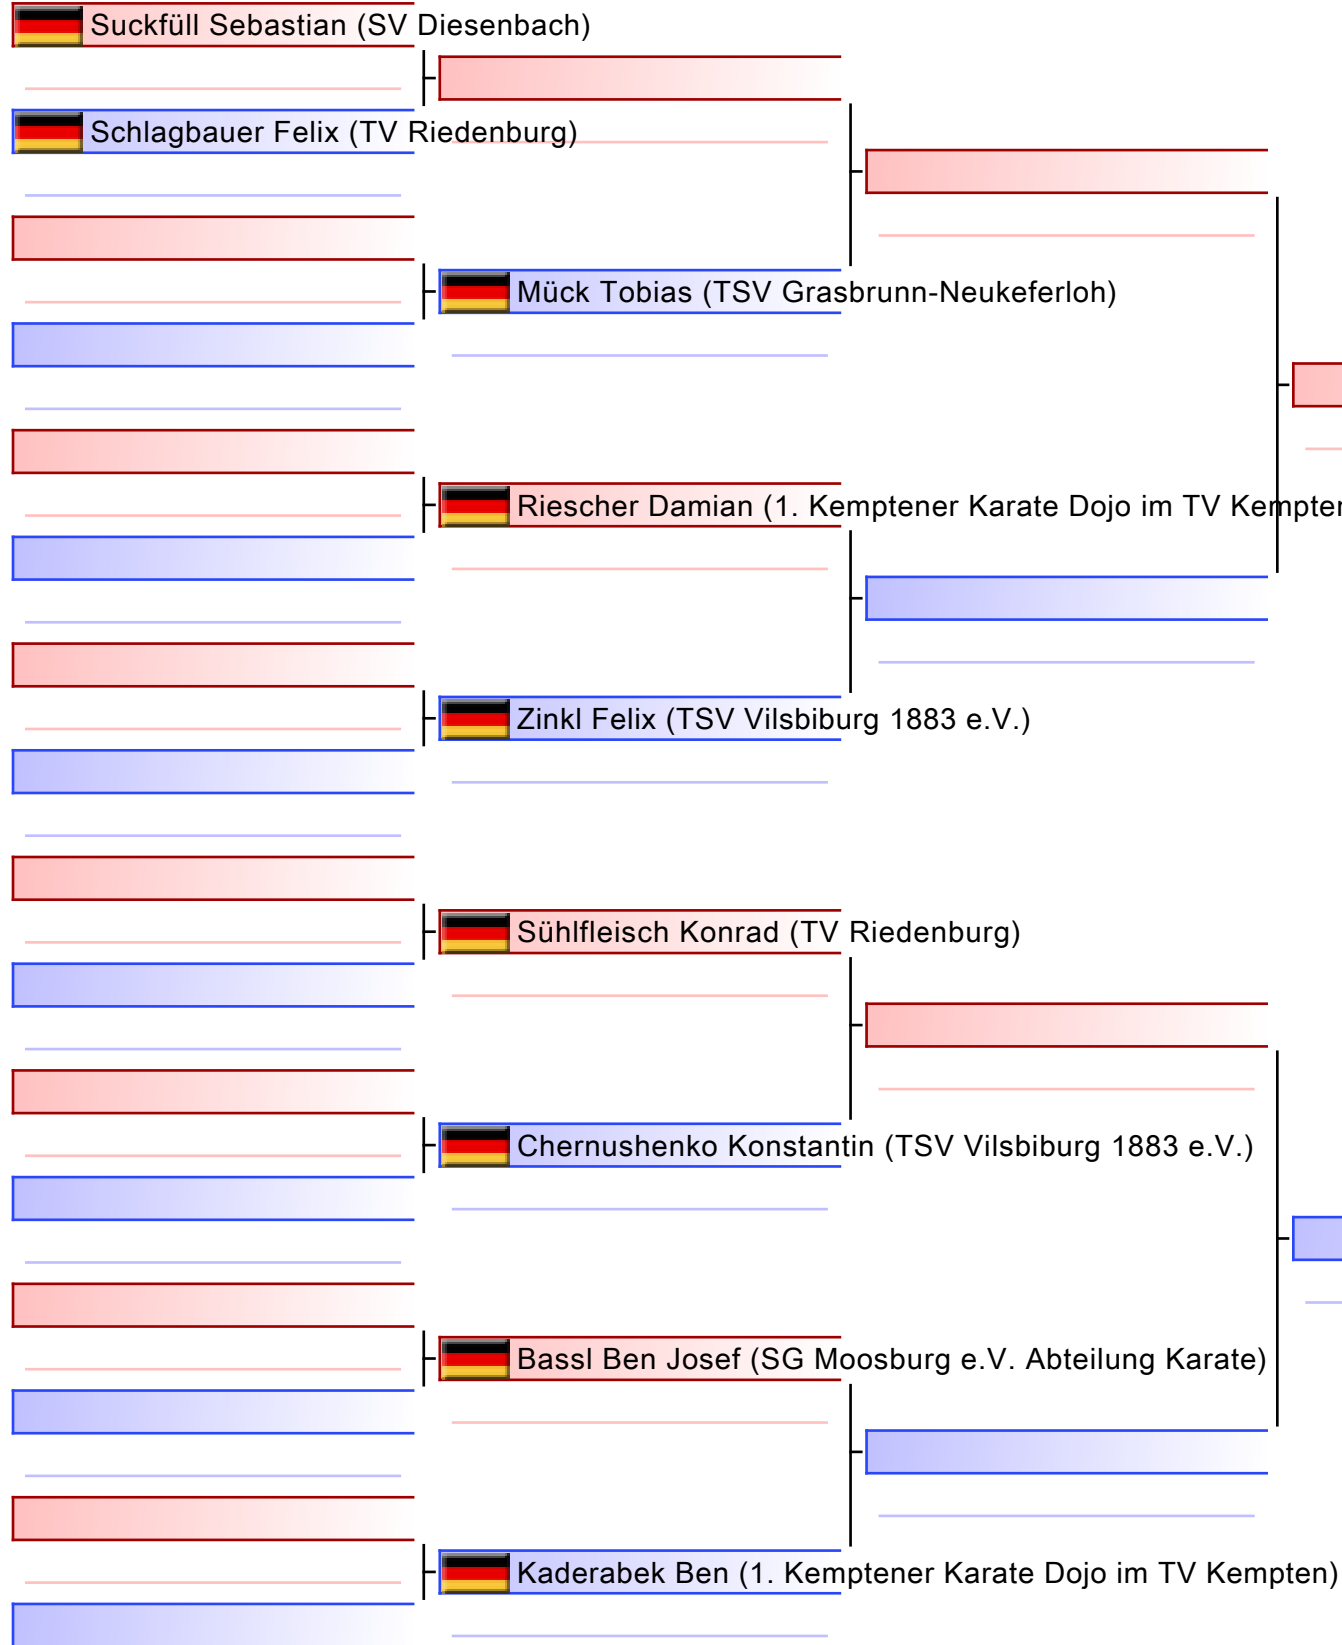 Suckfüll Sebastian (SV Diesenbach)
Schlagbauer Felix (TV Riedenburg)
Mück Tobias (TSV Grasbrunn-Neukeferloh)
Riescher Damian (1. Kemptener Karate Dojo im TV Kempten
Zinkl Felix (TSV Vilsbiburg 1883 e.V.)
Sühlfleisch Konrad (TV Riedenburg)
Chernushenko Konstantin (TSV Vilsbiburg 1883 e.V.)
Bassl Ben Josef (SG Moosburg e.V. Abteilung Karate)
Kaderabek Ben (1. Kemptener Karate Dojo im TV Kempten)